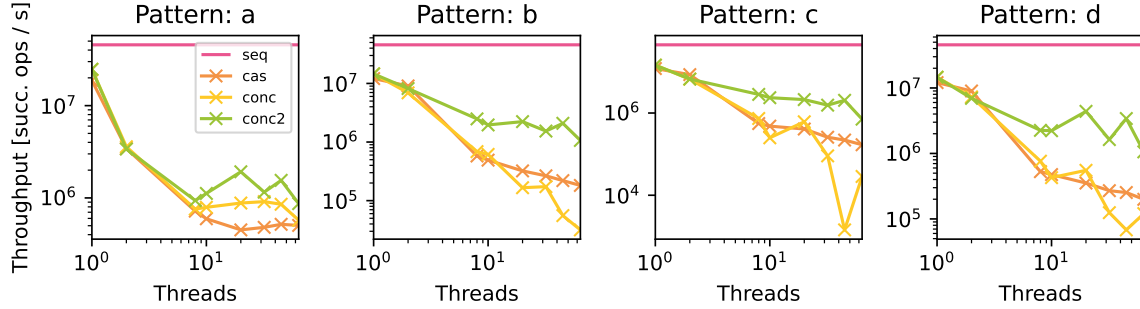 Pattern: a
Pattern: b
Pattern: c
Pattern: d
Throughput [succ. ops / s]
10^7
10^6
seq
cas
conc
conc2
10^0
10^1
Threads
10^7
10^6
10^5
10^0
10^1
Threads
10^6
10^4
10^0
10^1
Threads
10^7
10^6
10^5
10^0
10^1
Threads